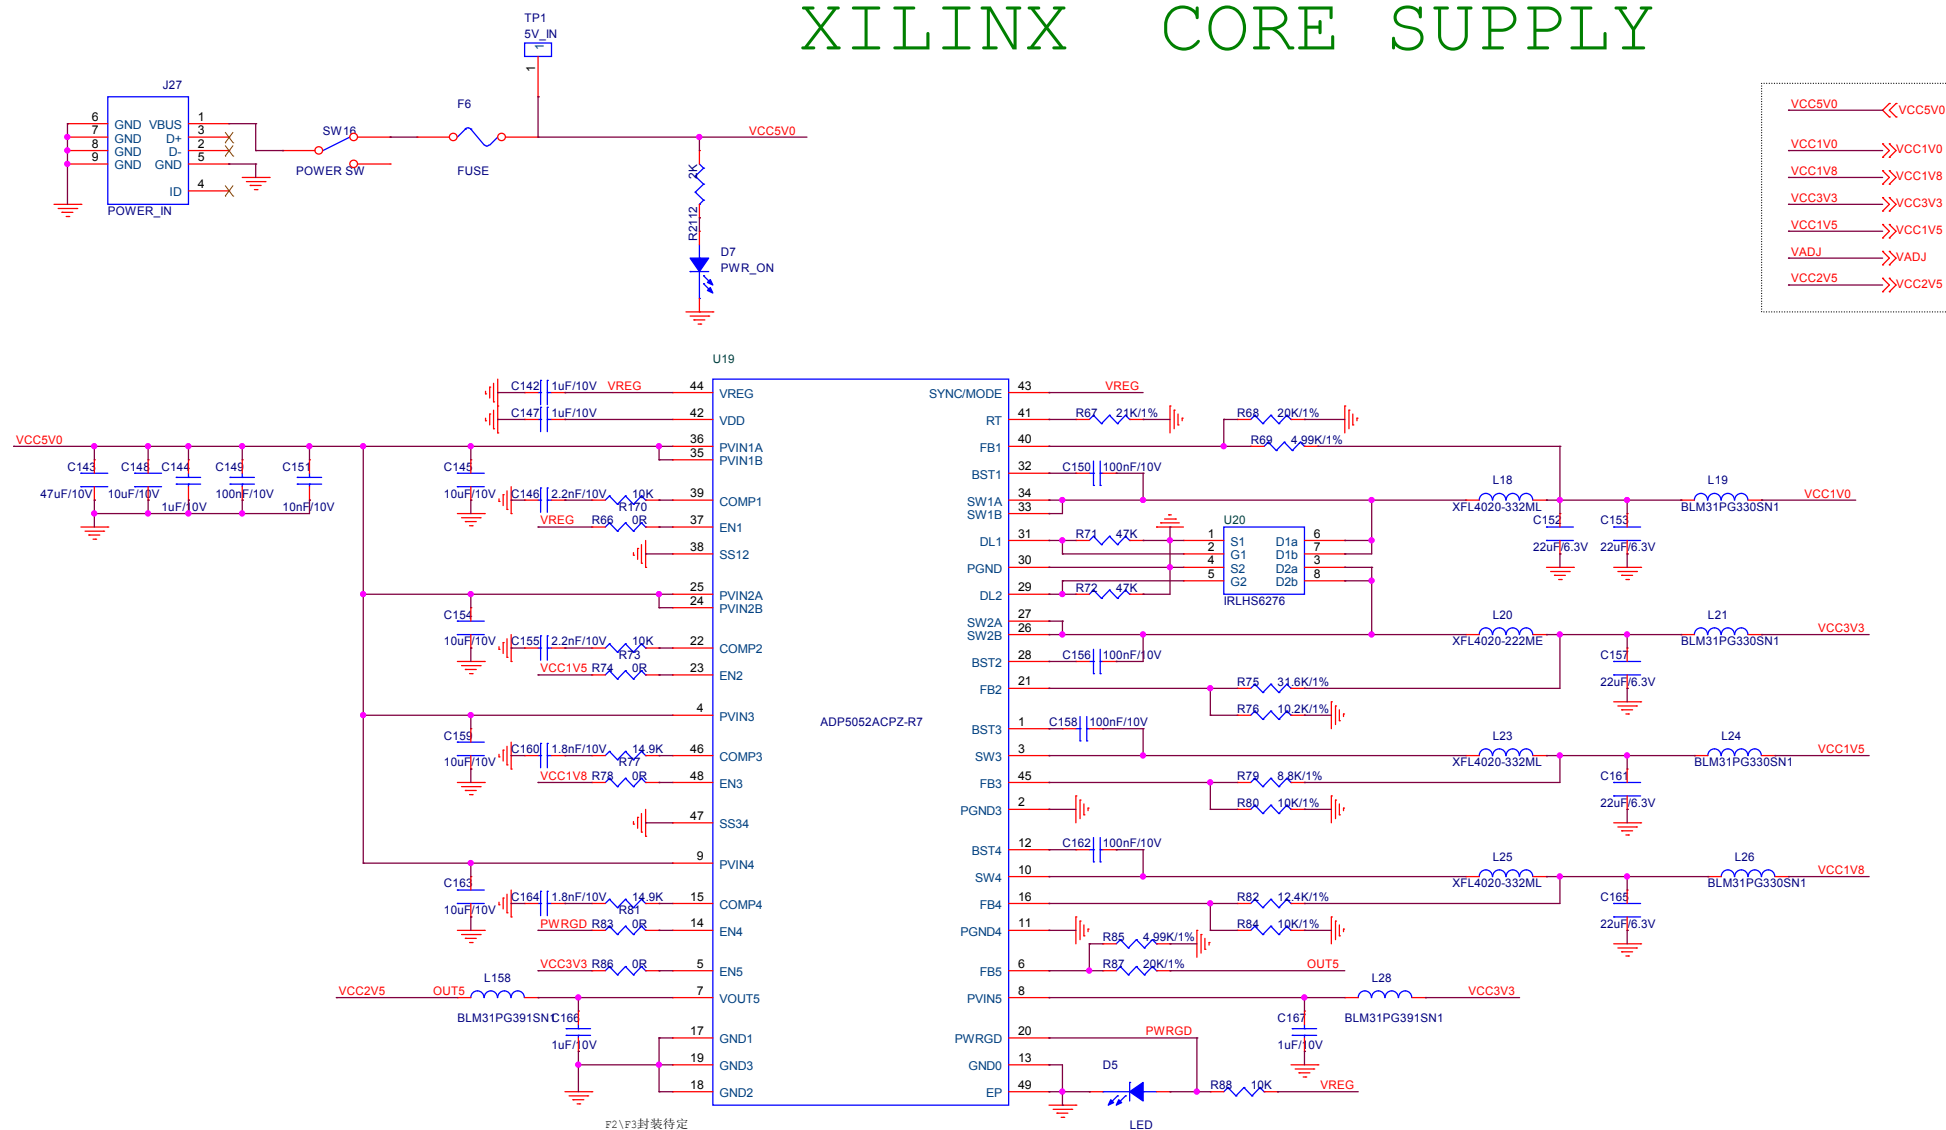 XILINX CORE SUPPLY
TP1
5V_IN
1
1
J27
6 GND VBUS 1
7 GND D+ 3
8 GND D- 2
9 GND GND 5
ID 4
POWER_IN
SW16
POWER SW
F6
FUSE
VCC5V0
2K
R2112
D7
PWR_ON
VCC5V0 VCC5V0
VCC1V0 VCC1V0
VCC1V8 VCC1V8
VCC3V3 VCC3V3
VCC1V5 VCC1V5
VADJ VADJ
VCC2V5 VCC2V5
U19
ADP5052ACPZ-R7
C142 1uF/10V VREG 44 VREG
C147 1uF/10V 42 VDD
VCC5V0
36 PVIN1A
35 PVIN1B
C143 47uF/10V
C148 10uF/10V
C144 1uF/10V
C149 100nF/10V
C151 10nF/10V
C145 10uF/10V
C146 2.2nF/10V 10K R170 39 COMP1
VREG R66 0R 37 EN1
38 SS12
25 PVIN2A
24 PVIN2B
C154 10uF/10V
C155 2.2nF/10V 10K R73 22 COMP2
VCC1V5 R74 0R 23 EN2
4 PVIN3
C159 10uF/10V
C160 1.8nF/10V 14.9K R77 46 COMP3
VCC1V8 R78 0R 48 EN3
47 SS34
9 PVIN4
C163 10uF/10V
C164 1.8nF/10V 14.9K R81 15 COMP4
PWRGD R83 0R 14 EN4
VCC3V3 R86 0R 5 EN5
VCC2V5 OUT5 L158 7 VOUT5
BLM31PG391SN1
C166 1uF/10V
17 GND1
19 GND3
18 GND2
SYNC/MODE 43 VREG
RT 41 R67 21K/1%
R68 20K/1%
FB1 40 R69 4.99K/1%
BST1 32 C150 100nF/10V
SW1A 34
SW1B 33
L18 XFL4020-332ML
L19 BLM31PG330SN1
VCC1V0
C152 22uF/6.3V
C153 22uF/6.3V
DL1 31 R71 47K
PGND 30
DL2 29 R72 47K
U20
1 S1 D1a 6
2 G1 D1b 7
4 S2 D2a 3
5 G2 D2b 8
IRLHS6276
SW2A 27
SW2B 26
L20 XFL4020-222ME
L21 BLM31PG330SN1
VCC3V3
BST2 28 C156 100nF/10V
C157 22uF/6.3V
FB2 21 R75 31.6K/1%
R76 10.2K/1%
BST3 1 C158 100nF/10V
SW3 3
L23 XFL4020-332ML
L24 BLM31PG330SN1
VCC1V5
FB3 45 R79 8.8K/1%
C161 22uF/6.3V
PGND3 2 R80 10K/1%
BST4 12 C162 100nF/10V
SW4 10
L25 XFL4020-332ML
L26 BLM31PG330SN1
VCC1V8
FB4 16 R82 12.4K/1%
C165 22uF/6.3V
PGND4 11 R84 10K/1%
R85 4.99K/1%
FB5 6 R87 20K/1% OUT5
PVIN5 8 L28 VCC3V3
BLM31PG391SN1
C167 1uF/10V
PWRGD 20 PWRGD
GND0 13
EP 49 D5 R88 10K VREG
LED
F2\F3封装待定